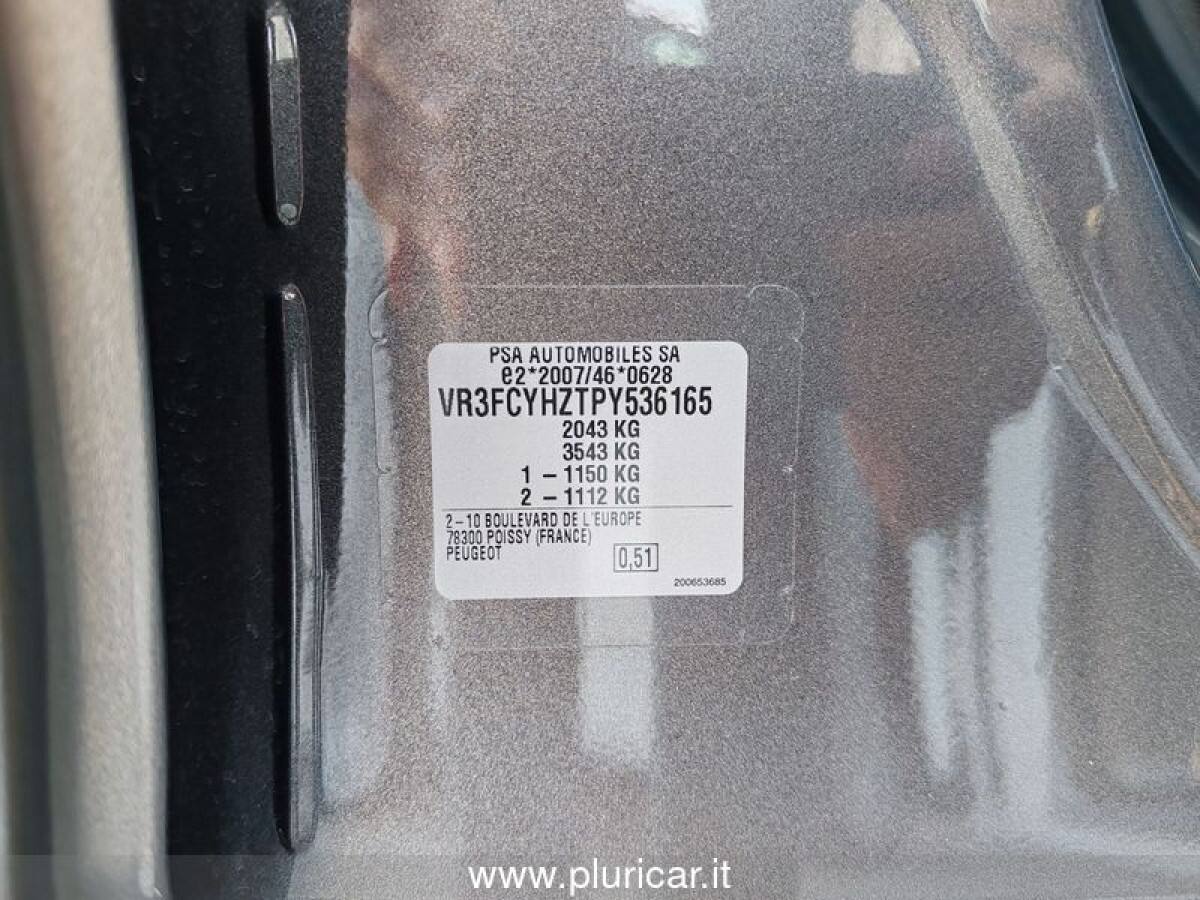 PSA AUTOMOBILES SA
e2*2007/46*0628
VR3FCYHZTPY536165
2043 KG
3543 KG
1 – 1150 KG
2 – 1112 KG
2-10 BOULEVARD DE L'EUROPE
78300 POISSY (FRANCE)
PEUGEOT
0,51
200653685
www.pluricar.it